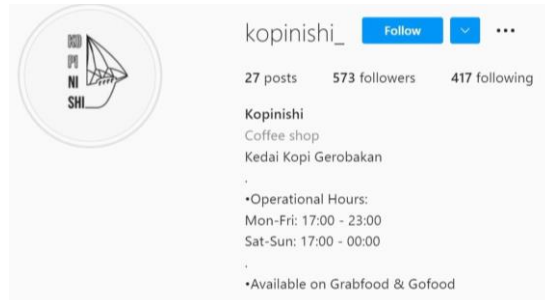 KO
PI
NI
SHI
kopinishi_ Follow
27 posts 573 followers 417 following
Kopinishi
Coffee shop
Kedai Kopi Gerobakan
.
•Operational Hours:
Mon-Fri: 17:00 - 23:00
Sat-Sun: 17:00 - 00:00
.
•Available on Grabfood & Gofood